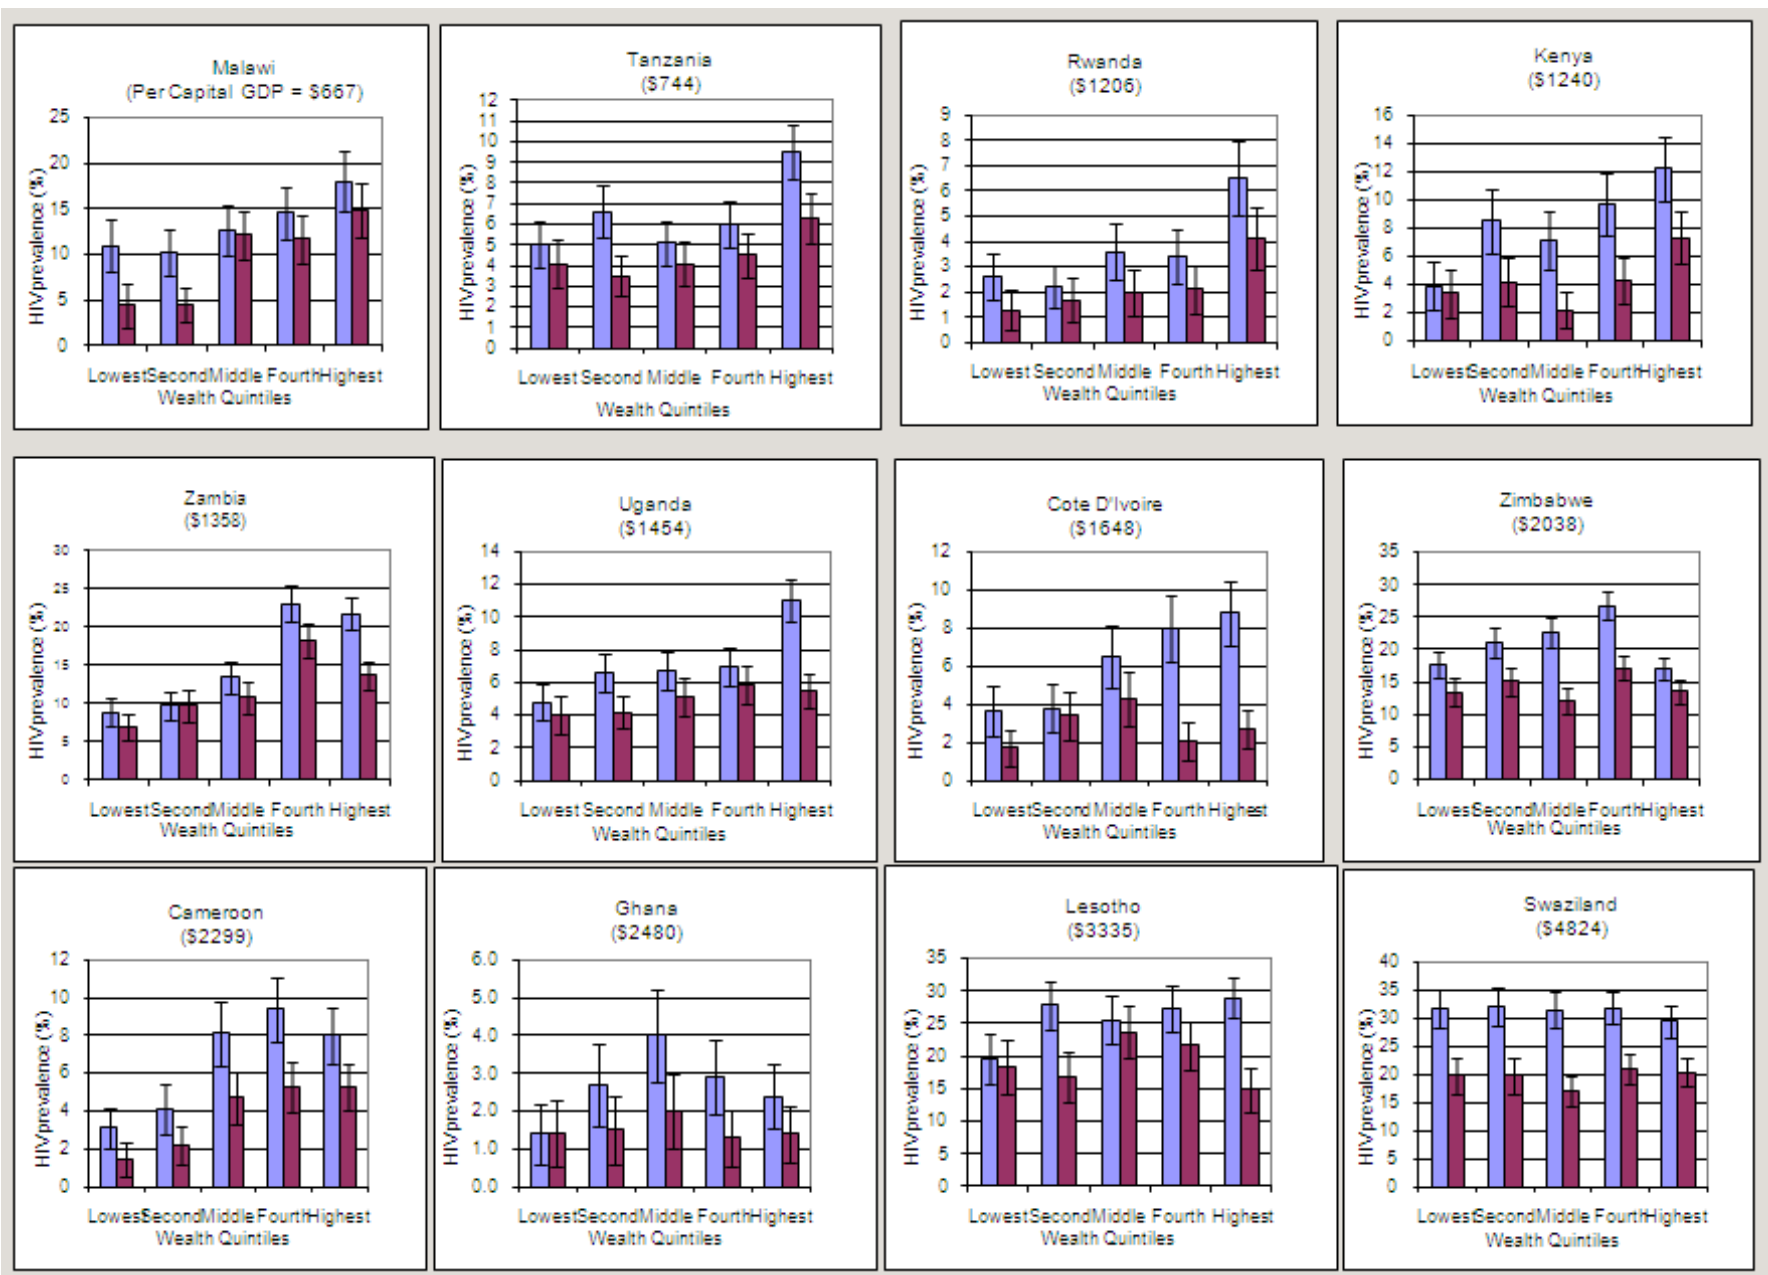 Malawi
(Per Capital GDP = $667)
HIV prevalence (%)
25
20
15
10
5
0
Lowest Second Middle Fourth Highest
Wealth Quintiles
Tanzania
($744)
HIV prevalence (%)
12
11
10
9
8
7
6
5
4
3
2
1
0
Lowest Second Middle Fourth Highest
Wealth Quintiles
Rwanda
($1206)
HIV prevalence (%)
9
8
7
6
5
4
3
2
1
0
Lowest Second Middle Fourth Highest
Wealth Quintiles
Kenya
($1240)
HIV prevalence (%)
16
14
12
10
8
6
4
2
0
Lowest Second Middle Fourth Highest
Wealth Quintiles
Zambia
($1358)
HIV prevalence (%)
30
25
20
15
10
5
0
Lowest Second Middle Fourth Highest
Wealth Quintiles
Uganda
($1454)
HIV prevalence (%)
14
12
10
8
6
4
2
0
Lowest Second Middle Fourth Highest
Wealth Quintiles
Cote D'Ivoire
($1648)
HIV prevalence (%)
12
10
8
6
4
2
0
Lowest Second Middle Fourth Highest
Wealth Quintiles
Zimbabwe
($2038)
HIV prevalence (%)
35
30
25
20
15
10
5
0
Lowest Second Middle Fourth Highest
Wealth Quintiles
Cameroon
($2299)
HIV prevalence (%)
12
10
8
6
4
2
0
Lowest Second Middle Fourth Highest
Wealth Quintiles
Ghana
($2480)
HIV prevalence (%)
6.0
5.0
4.0
3.0
2.0
1.0
0.0
Lowest Second Middle Fourth Highest
Wealth Quintiles
Lesotho
($3335)
HIV prevalence (%)
35
30
25
20
15
10
5
0
Lowest Second Middle Fourth Highest
Wealth Quintiles
Swaziland
($4824)
HIV prevalence (%)
40
35
30
25
20
15
10
5
0
Lowest Second Middle Fourth Highest
Wealth Quintiles